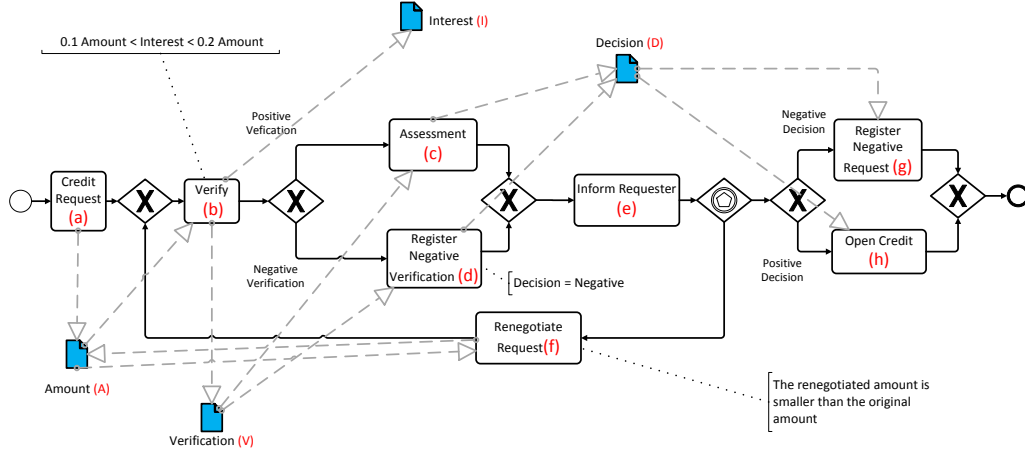 Interest (I)
0.1 Amount < Interest < 0.2 Amount
Decision (D)
Positive
Vefication
Negative
Decision
Assessment
(c)
Register
Negative
Request (g)
Credit
Request
(a)
X
Verify
(b)
X
X
Inform Requester
(e)
X
X
Register
Negative
Verification (d)
Open Credit
(h)
Negative
Verification
Positive
Decision
Decision = Negative
Renegotiate
Request(f)
Amount (A)
The renegotiated amount is
smaller than the original
amount
Verification (V)